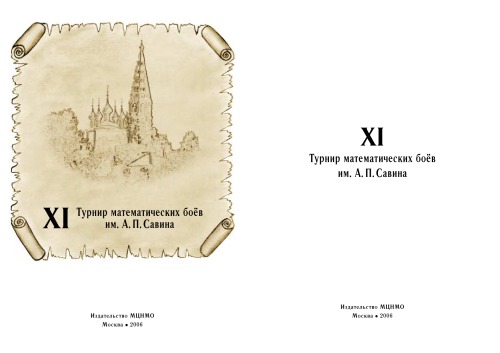 XI Турнир математических боёв
им. А. П. Савина
Издательство МЦНМО
Москва • 2006
XI
Турнир математических боёв
им. А. П. Савина
Издательство МЦНМО
Москва • 2006